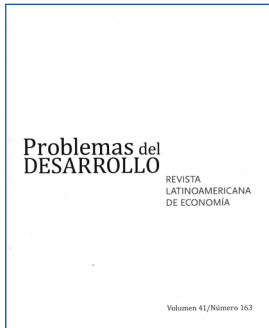 Problemas del
DESARROLLO
REVISTA
LATINOAMERICANA
DE ECONOMÍA
Volumen 41/Número 163